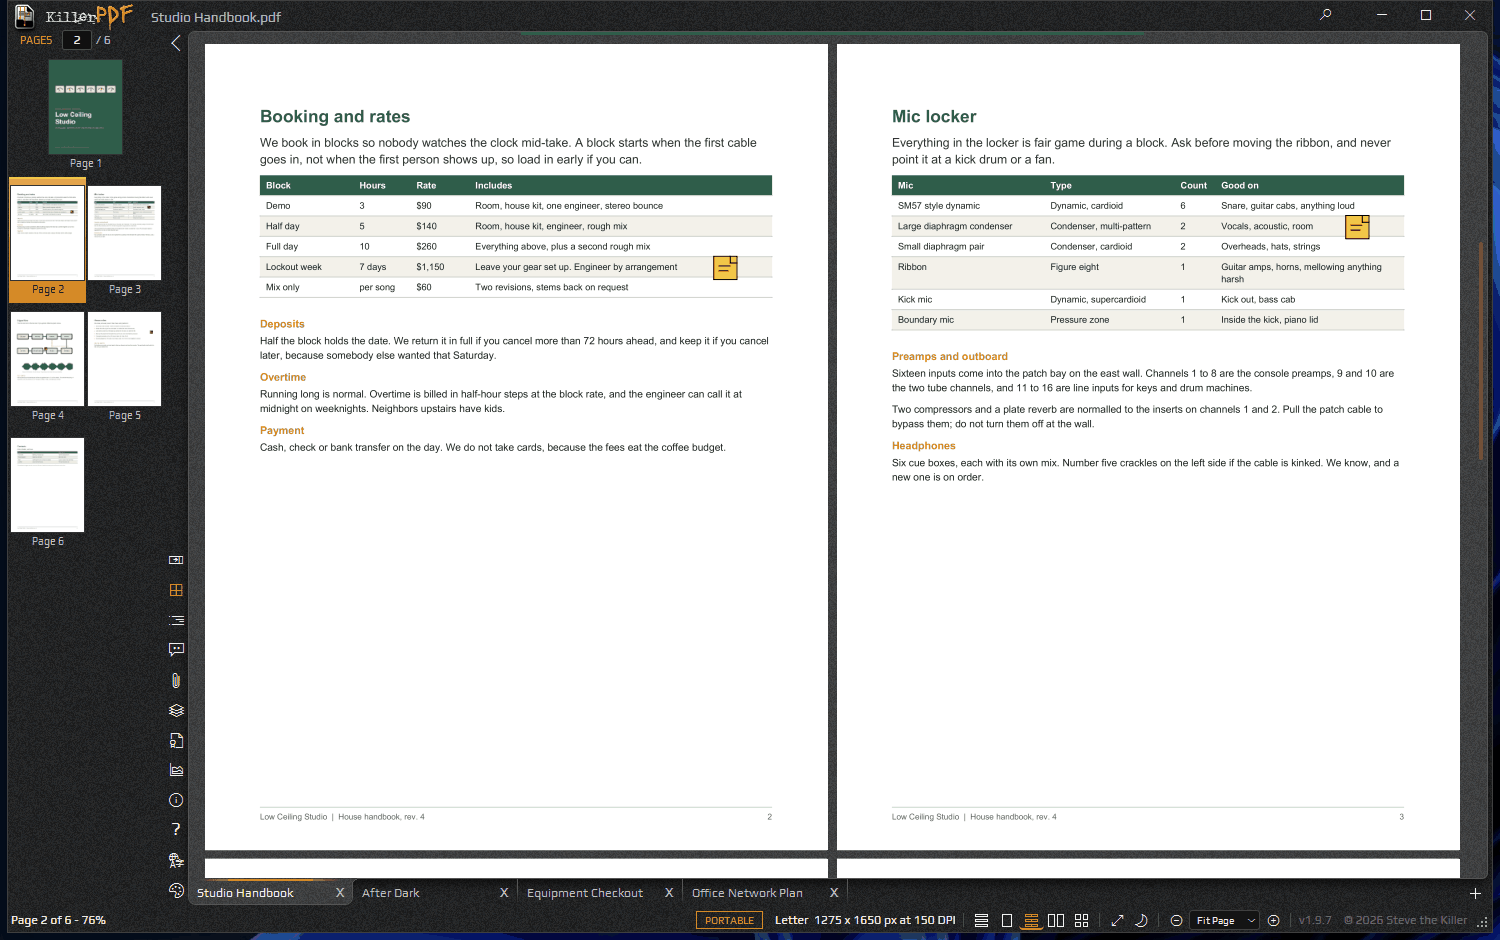 KillerPDF
Studio Handbook.pdf
PAGES 2 / 6
Low Ceiling
Studio
Page 1
Page 2
Page 3
Page 4
Page 5
Page 6
Booking and rates
We book in blocks so nobody watches the clock mid-take. A block starts when the first cable
goes in, not when the first person shows up, so load in early if you can.
Block Hours Rate Includes
Demo 3 $90 Room, house kit, one engineer, stereo bounce
Half day 5 $140 Room, house kit, engineer, rough mix
Full day 10 $260 Everything above, plus a second rough mix
Lockout week 7 days $1,150 Leave your gear set up. Engineer by arrangement
Mix only per song $60 Two revisions, stems back on request
Deposits
Half the block holds the date. We return it in full if you cancel more than 72 hours ahead, and keep it if you cancel
later, because somebody else wanted that Saturday.
Overtime
Running long is normal. Overtime is billed in half-hour steps at the block rate, and the engineer can call it at
midnight on weeknights. Neighbors upstairs have kids.
Payment
Cash, check or bank transfer on the day. We do not take cards, because the fees eat the coffee budget.
Low Ceiling Studio | House handbook, rev. 4 2
Mic locker
Everything in the locker is fair game during a block. Ask before moving the ribbon, and never
point it at a kick drum or a fan.
Mic Type Count Good on
SM57 style dynamic Dynamic, cardioid 6 Snare, guitar cabs, anything loud
Large diaphragm condenser Condenser, multi-pattern 2 Vocals, acoustic, room
Small diaphragm pair Condenser, cardioid 2 Overheads, hats, strings
Ribbon Figure eight 1 Guitar amps, horns, mellowing anything
harsh
Kick mic Dynamic, supercardioid 1 Kick out, bass cab
Boundary mic Pressure zone 1 Inside the kick, piano lid
Preamps and outboard
Sixteen inputs come into the patch bay on the east wall. Channels 1 to 8 are the console preamps, 9 and 10 are
the two tube channels, and 11 to 16 are line inputs for keys and drum machines.
Two compressors and a plate reverb are normalled to the inserts on channels 1 and 2. Pull the patch cable to
bypass them; do not turn them off at the wall.
Headphones
Six cue boxes, each with its own mix. Number five crackles on the left side if the cable is kinked. We know, and a
new one is on order.
Low Ceiling Studio | House handbook, rev. 4 3
Studio Handbook X After Dark X Equipment Checkout X Office Network Plan X
Page 2 of 6 - 76% PORTABLE Letter 1275 x 1650 px at 150 DPI Fit Page v1.9.7 © 2026 Steve the Killer